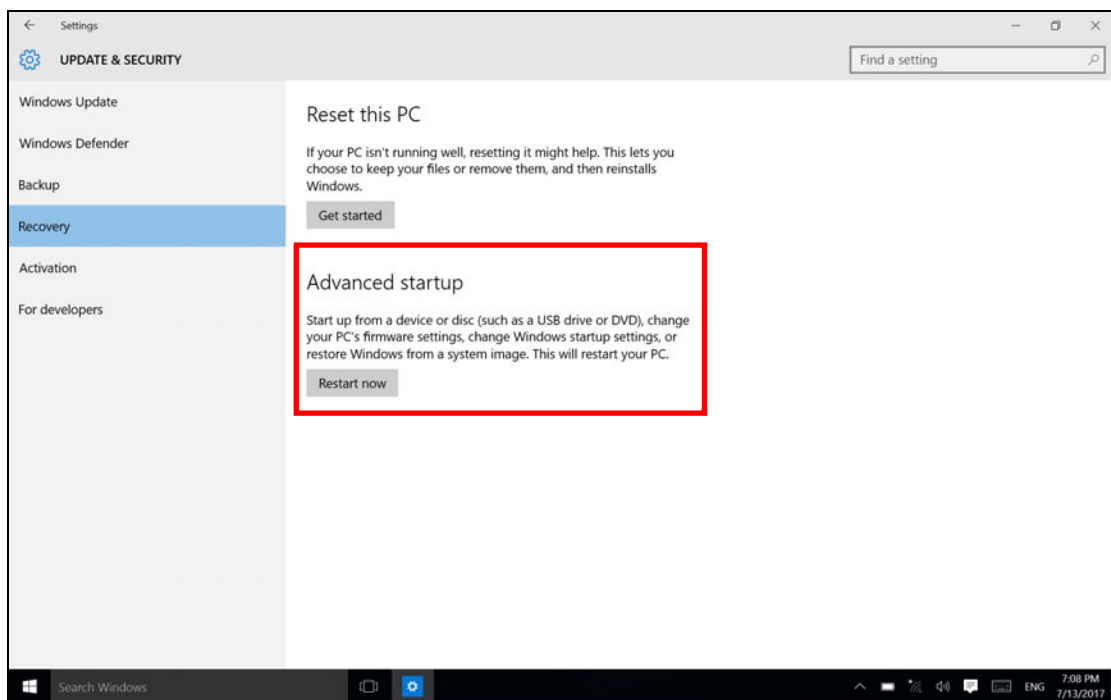 Settings
UPDATE & SECURITY
Find a setting
Windows Update
Windows Defender
Backup
Recovery
Activation
For developers
Reset this PC
If your PC isn't running well, resetting it might help. This lets you
choose to keep your files or remove them, and then reinstalls
Windows.
Get started
Advanced startup
Start up from a device or disc (such as a USB drive or DVD), change
your PC's firmware settings, change Windows startup settings, or
restore Windows from a system image. This will restart your PC.
Restart now
Search Windows
ENG
7:08 PM
7/13/2017